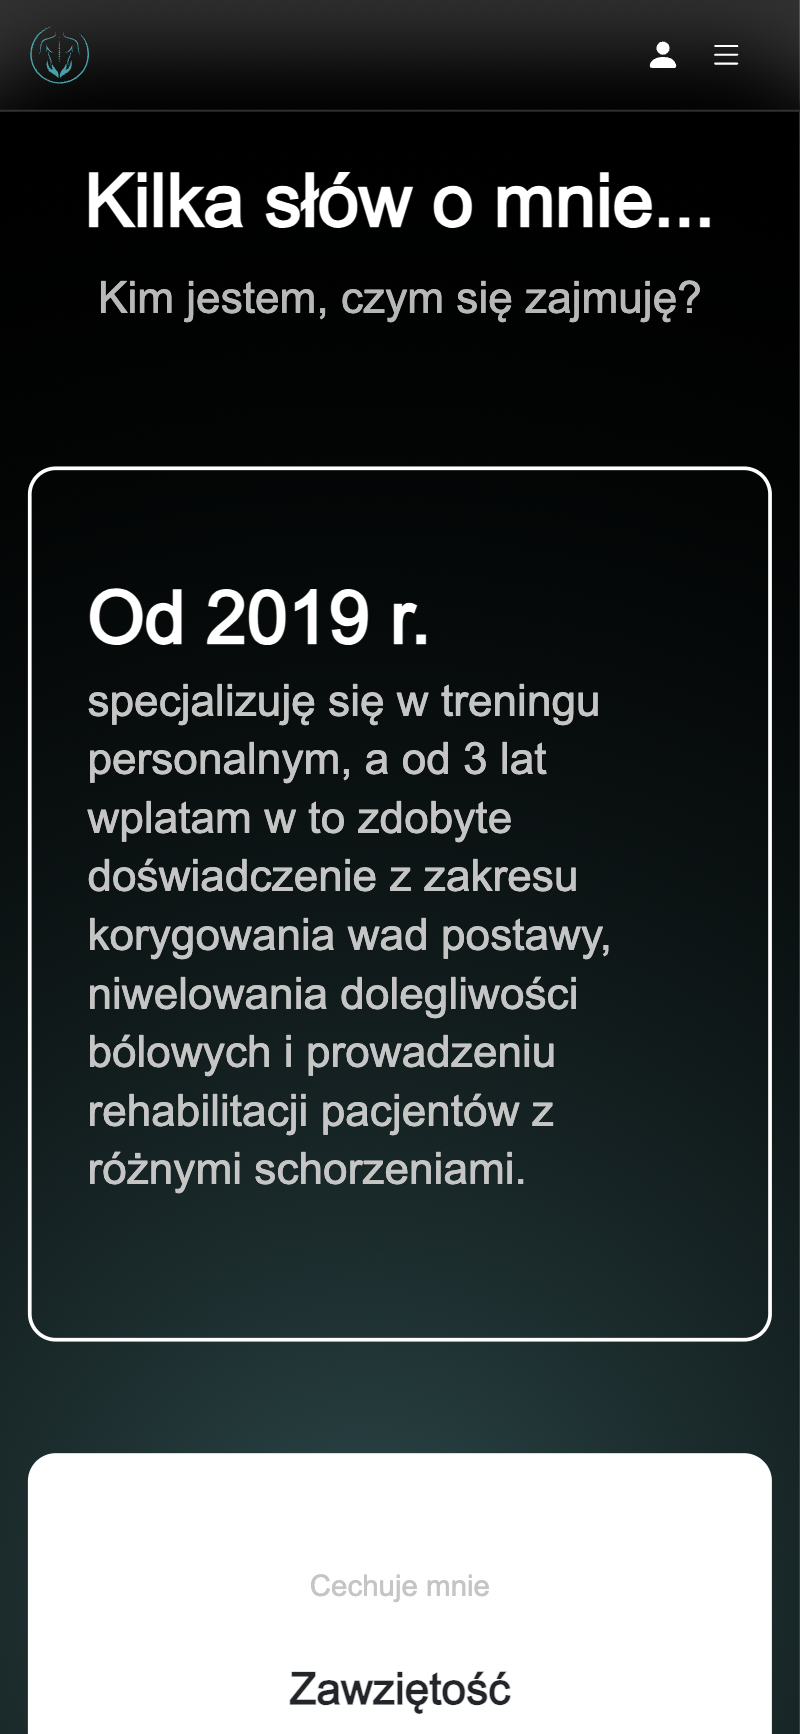 Kilka słów o mnie...
Kim jestem, czym się zajmuję?
Od 2019 r.
specjalizuję się w treningu
personalnym, a od 3 lat
wplatam w to zdobyte
doświadczenie z zakresu
korygowania wad postawy,
niwelowania dolegliwości
bólowych i prowadzeniu
rehabilitacji pacjentów z
różnymi schorzeniami.
Cechuje mnie
Zawziętość